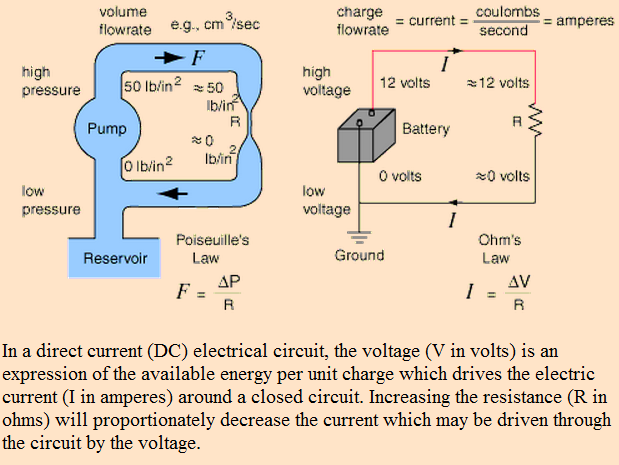 volume
flowrate e.g., cm³/sec
F
high
pressure
50 lb/in²
≈50
lb/in²
R
Pump
≈0
lb/in²
0 lb/in²
low
pressure
Reservoir
Poiseuille's
Law
F = ΔP
R
charge
flowrate = current = coulombs
second = amperes
I
high
voltage
12 volts
≈12 volts
R
Battery
0 volts
≈0 volts
low
voltage
I
Ground
Ohm's
Law
I = ΔV
R
In a direct current (DC) electrical circuit, the voltage (V in volts) is an
expression of the available energy per unit charge which drives the electric
current (I in amperes) around a closed circuit. Increasing the resistance (R in
ohms) will proportionately decrease the current which may be driven through
the circuit by the voltage.